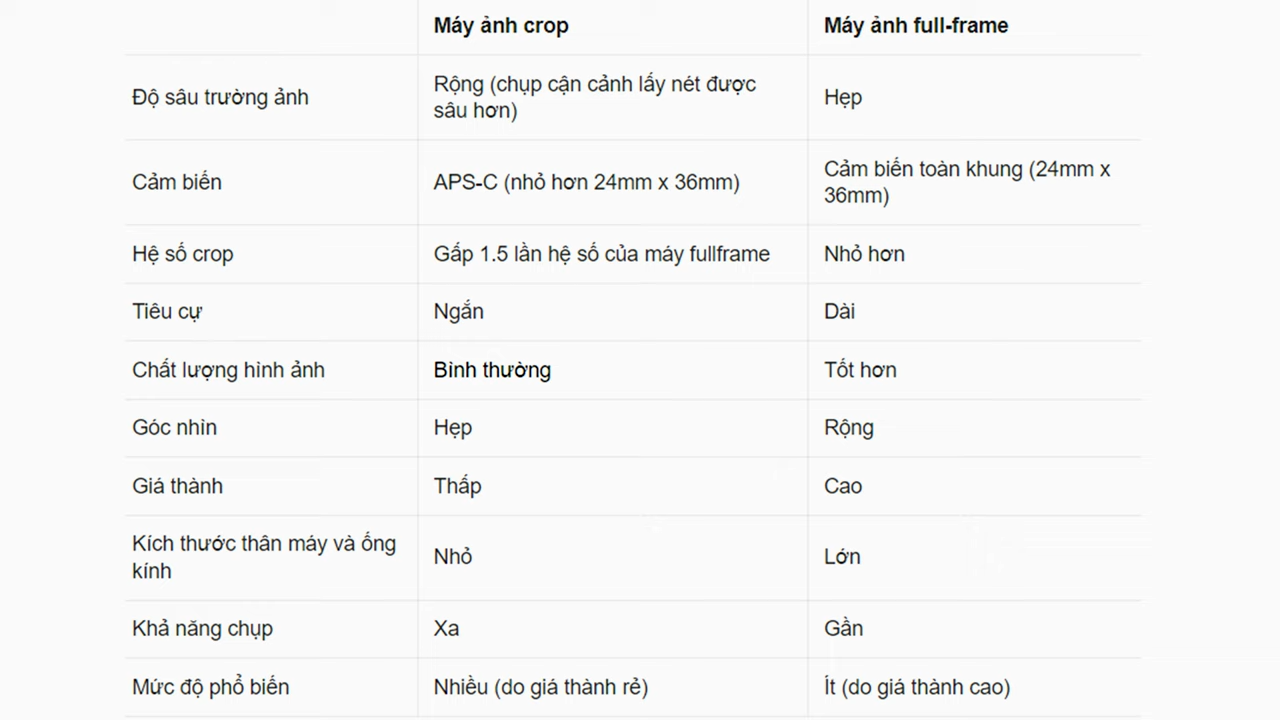 Máy ảnh crop Máy ảnh full-frame
Độ sâu trường ảnh Rộng (chụp cận cảnh lấy nét được
sâu hơn) Hẹp
Cảm biến APS-C (nhỏ hơn 24mm x 36mm) Cảm biến toàn khung (24mm x
36mm)
Hệ số crop Gấp 1.5 lần hệ số của máy fullframe Nhỏ hơn
Tiêu cự Ngắn Dài
Chất lượng hình ảnh Bình thường Tốt hơn
Góc nhìn Hẹp Rộng
Giá thành Thấp Cao
Kích thước thân máy và ống
kính Nhỏ Lớn
Khả năng chụp Xa Gần
Mức độ phổ biến Nhiều (do giá thành rẻ) Ít (do giá thành cao)